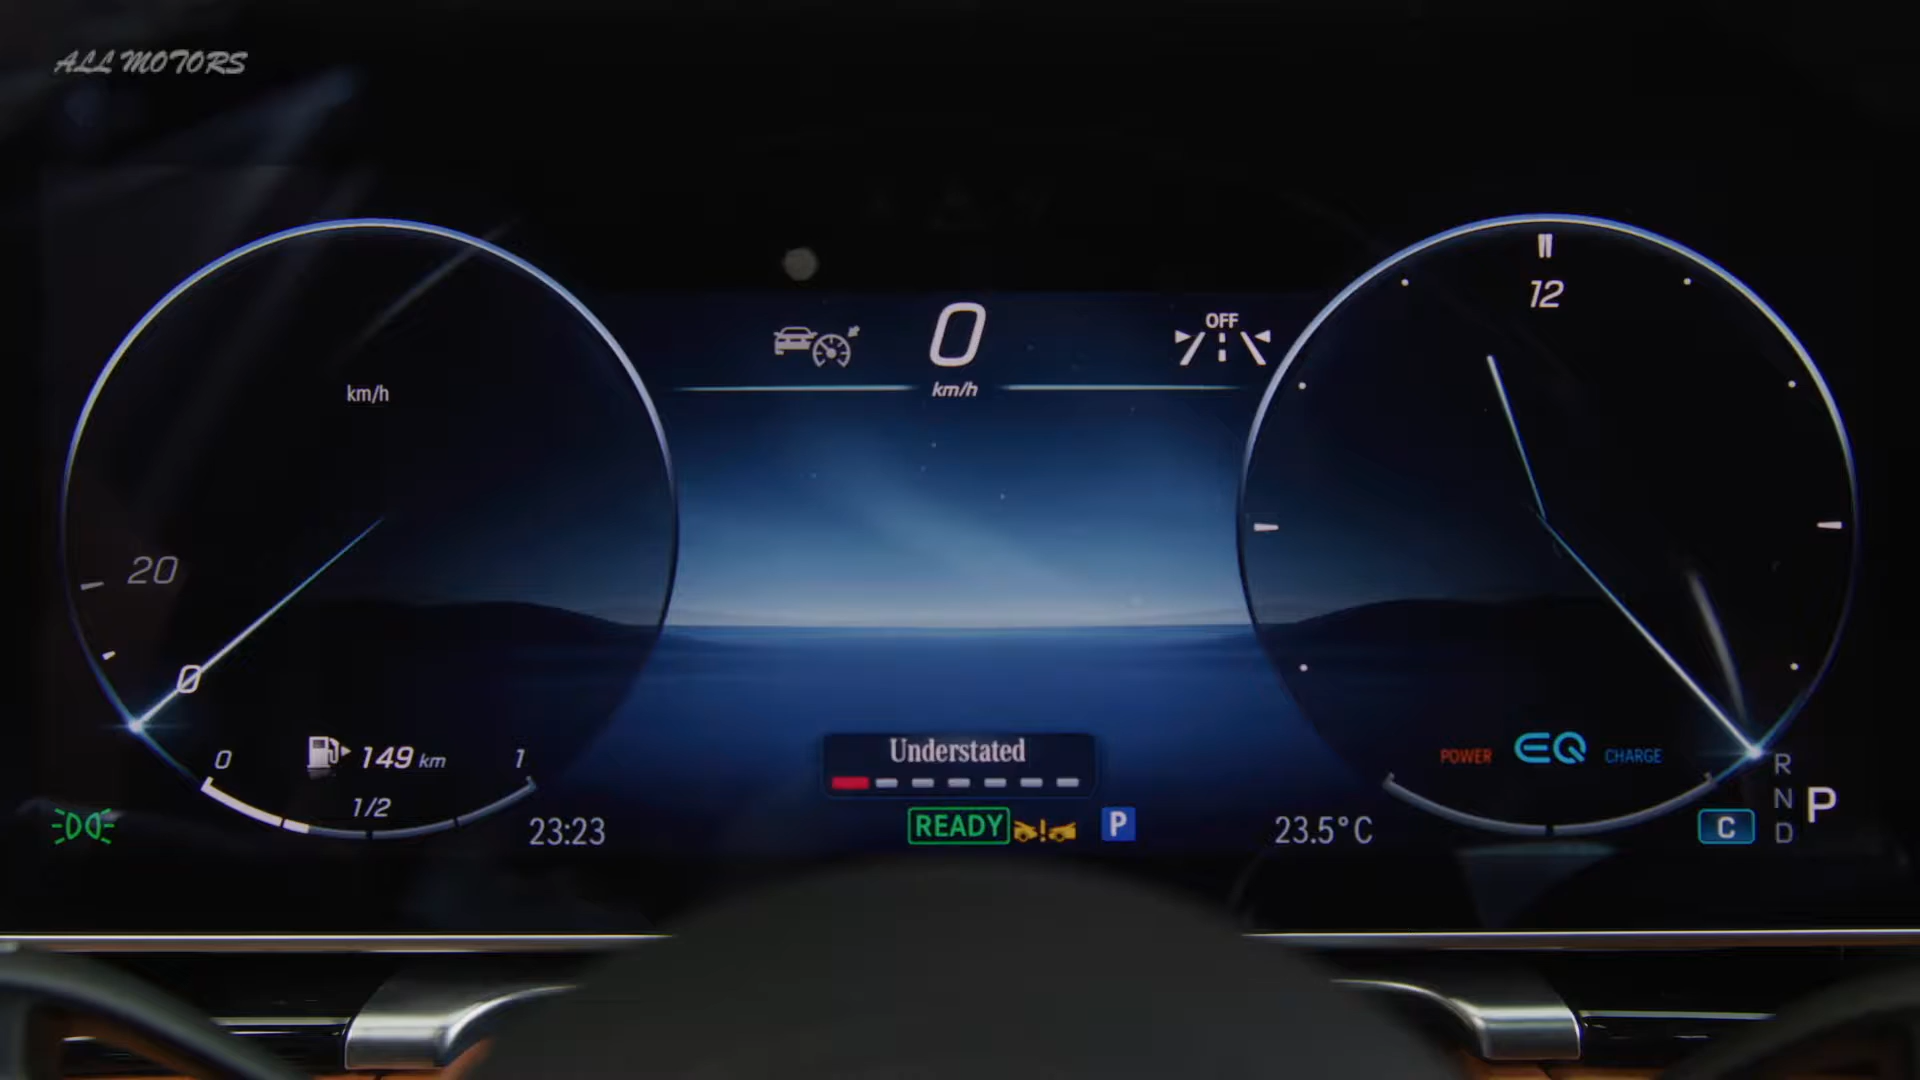 ALL MOTORS
12
OFF
0
km/h
km/h
20
0
0
149 km
1
1/2
23:23
Understated
READY
P
23.5°C
POWER
EQ
CHARGE
R
N
D
P
C